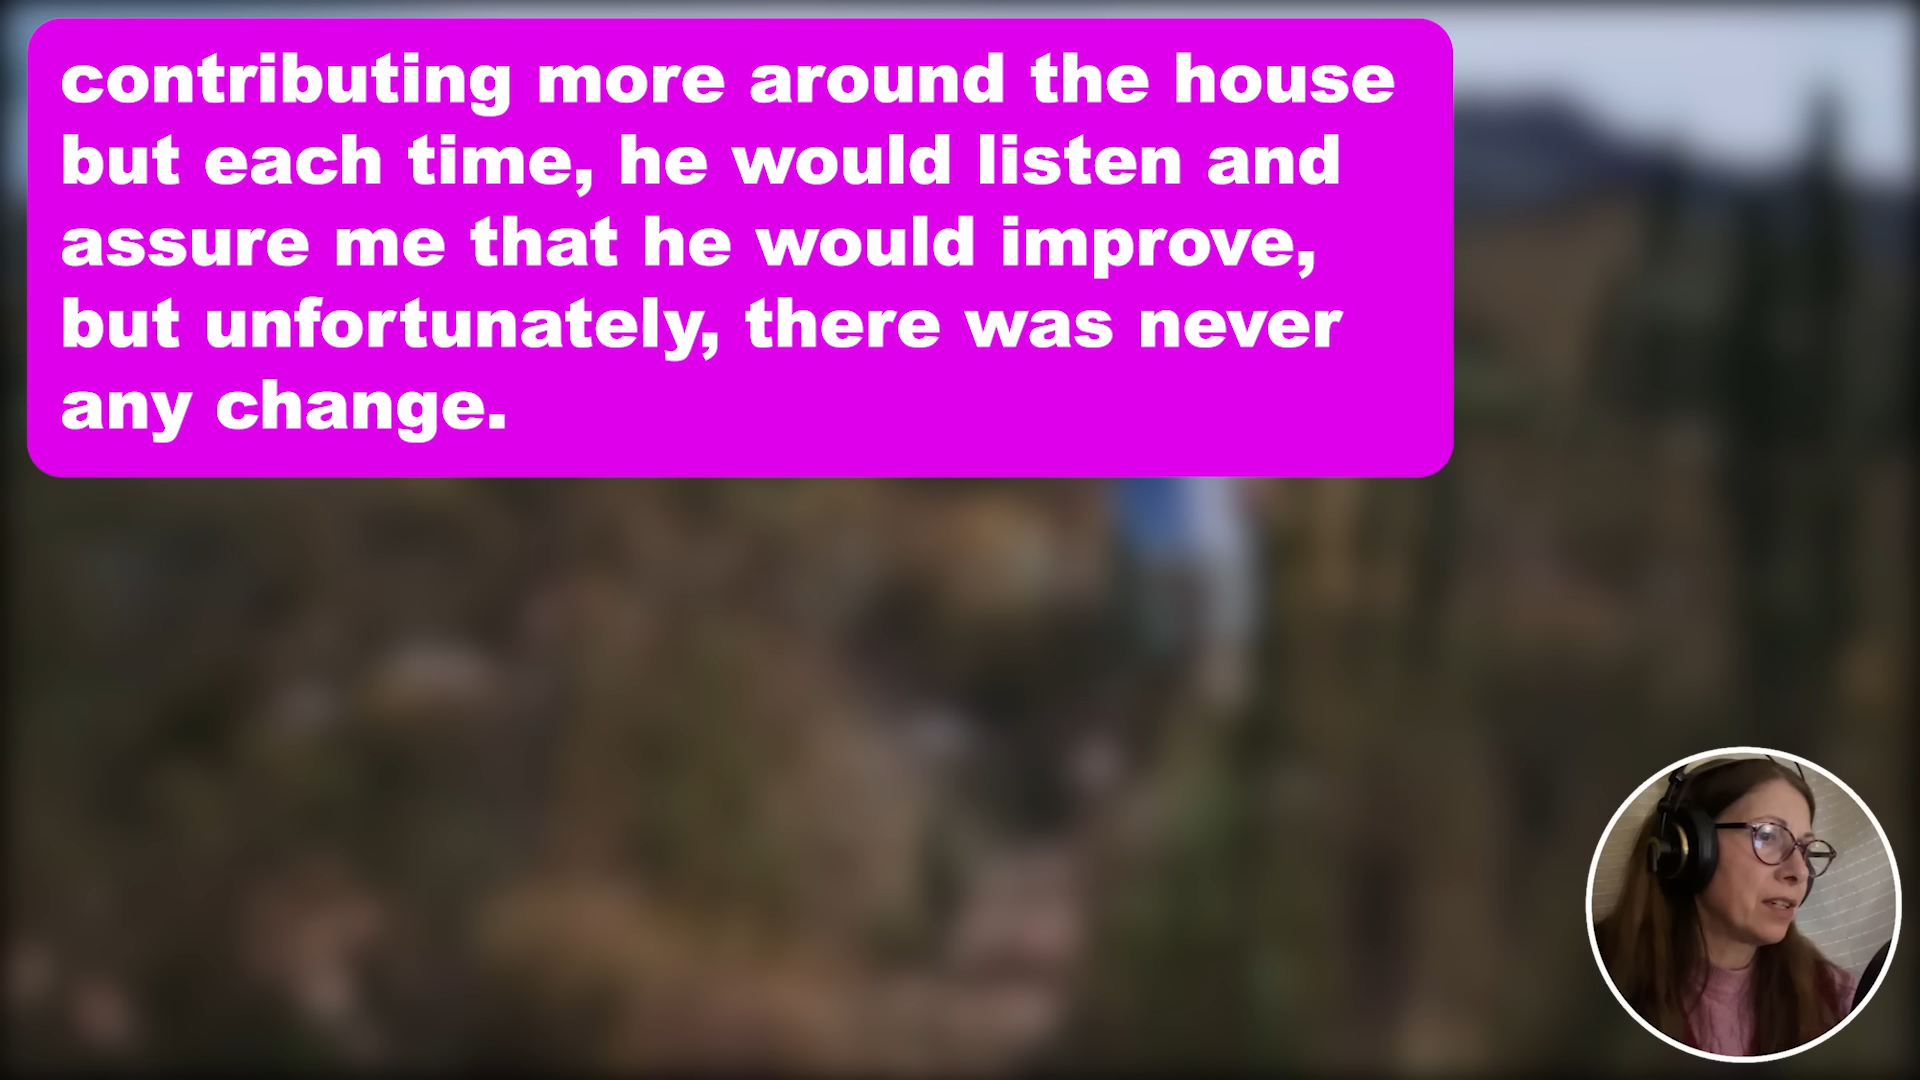 contributing more around the house
but each time, he would listen and
assure me that he would improve,
but unfortunately, there was never
any change.